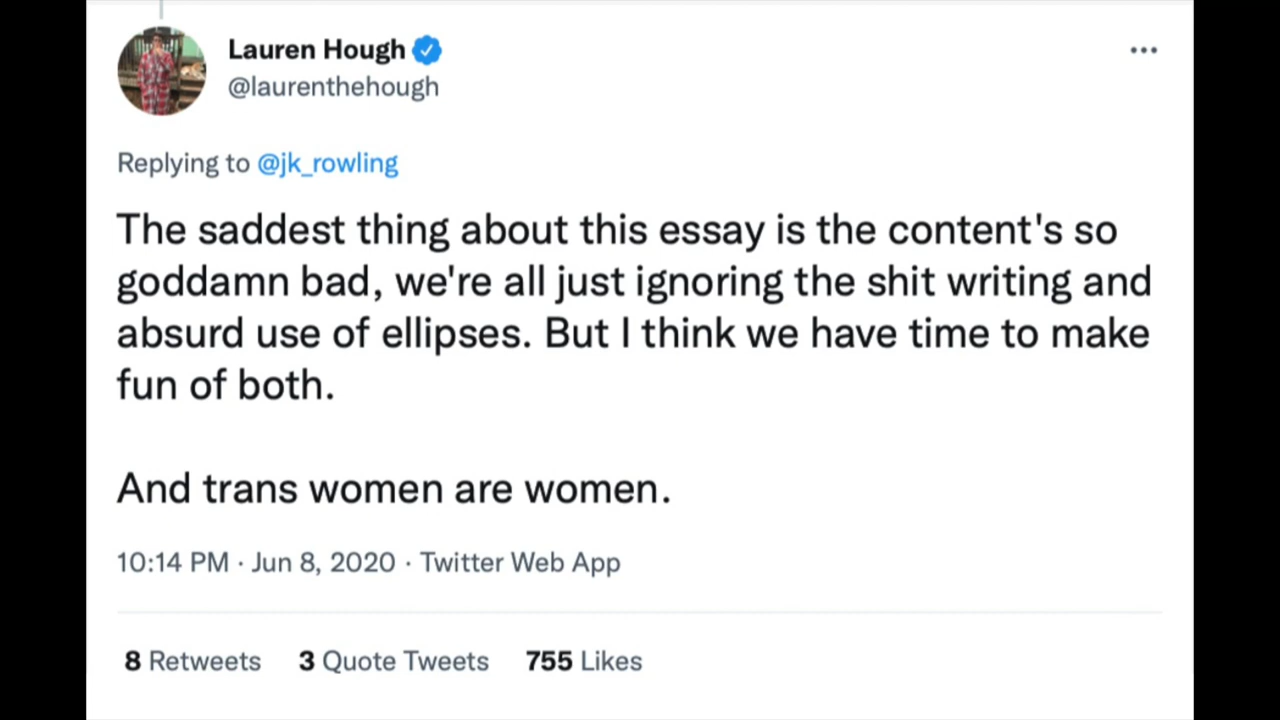 Lauren Hough
@laurenthehough
Replying to @jk_rowling
The saddest thing about this essay is the content's so
goddamn bad, we're all just ignoring the shit writing and
absurd use of ellipses. But I think we have time to make
fun of both.
And trans women are women.
10:14 PM · Jun 8, 2020 · Twitter Web App
8 Retweets 3 Quote Tweets 755 Likes